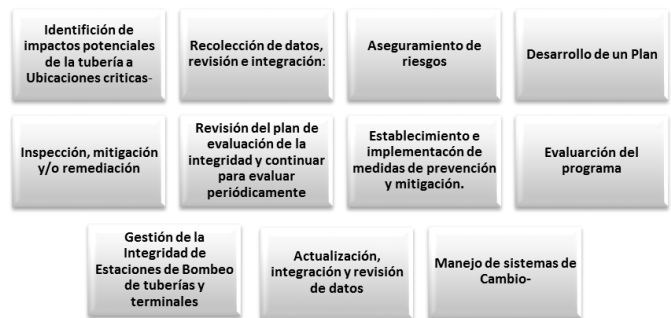 Identifición de
impactos potenciales
de la tubería a
Ubicaciones criticas-
Recolección de datos,
revisión e integración:
Aseguramiento de
riesgos
Desarrollo de un Plan
Inspección, mitigación
y/o remediación
Revisión del plan de
evaluación de la
integridad y continuar
para evaluar
periódicamente
Establecimiento e
implementacón de
medidas de prevención
y mitigación.
Evaluarción del
programa
Gestión de la
Integridad de
Estaciones de Bombeo
de tuberías y
terminales
Actualización,
integración y revisión
de datos
Manejo de sistemas de
Cambio-